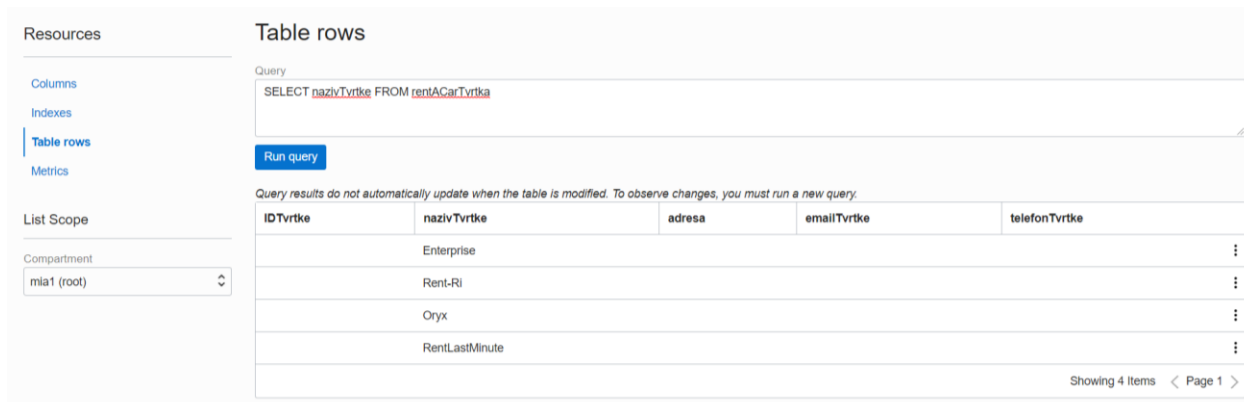 Resources
Columns
Indexes
Table rows
Metrics
List Scope
Compartment
mia1 (root)
Table rows
Query
SELECT nazivTvrtke FROM rentACarTvrtka
Run query
Query results do not automatically update when the table is modified. To observe changes, you must run a new query.
IDTvrtke nazivTvrtke adresa emailTvrtke telefonTvrtke
Enterprise
Rent-Ri
Oryx
RentLastMinute
Showing 4 Items < Page 1 >